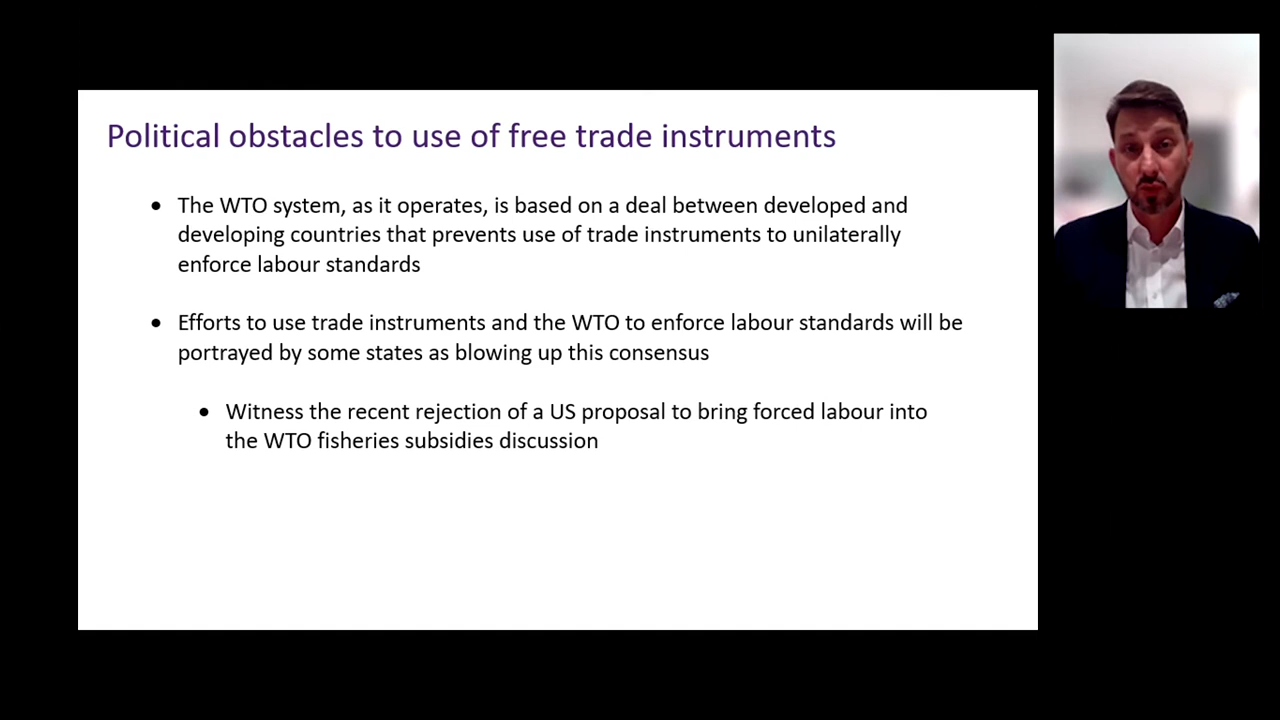 Political obstacles to use of free trade instruments
• The WTO system, as it operates, is based on a deal between developed and
developing countries that prevents use of trade instruments to unilaterally
enforce labour standards
• Efforts to use trade instruments and the WTO to enforce labour standards will be
portrayed by some states as blowing up this consensus
• Witness the recent rejection of a US proposal to bring forced labour into
the WTO fisheries subsidies discussion